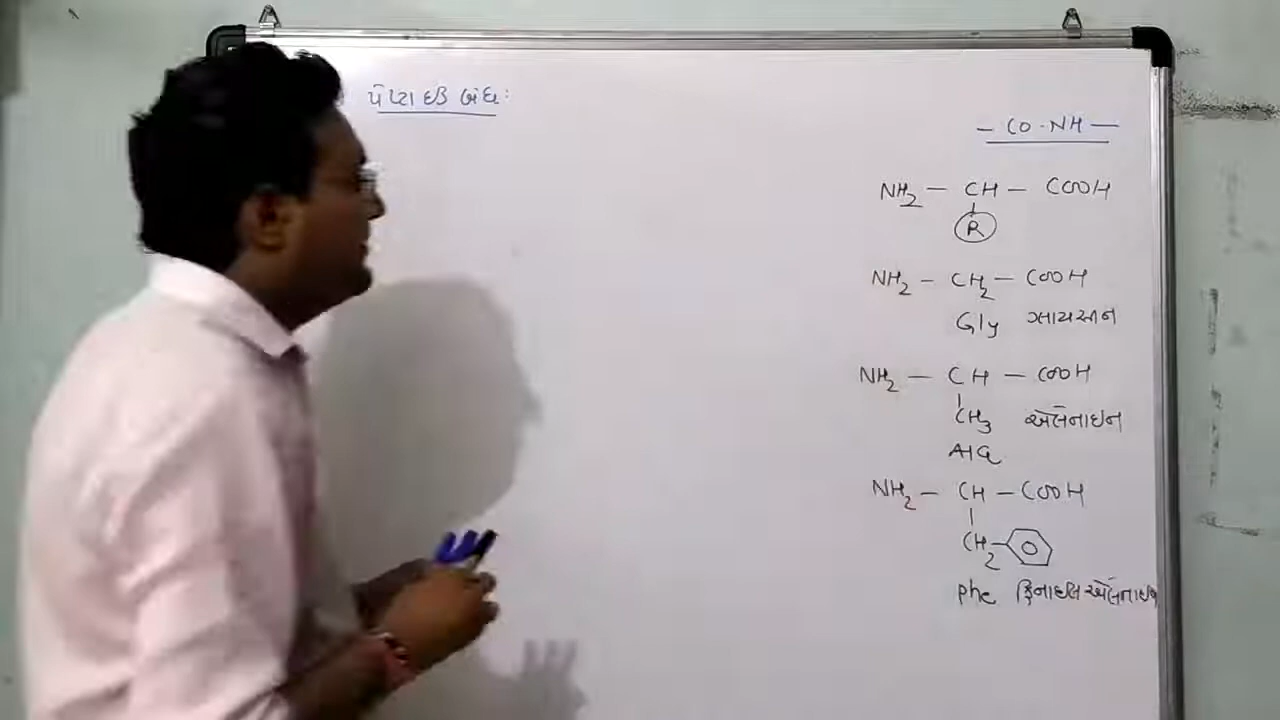 પેપ્ટાઈડ બંધ:
– CO-NH –
NH2 – CH – COOH
R
NH2 – CH2 – COOH
Gly ગ્લાયસીન
NH2 – CH – COOH
CH3 એલેનાઇન
Ala
NH2 – CH – COOH
CH2
phe ફિનાઇલ એલેનાઇન